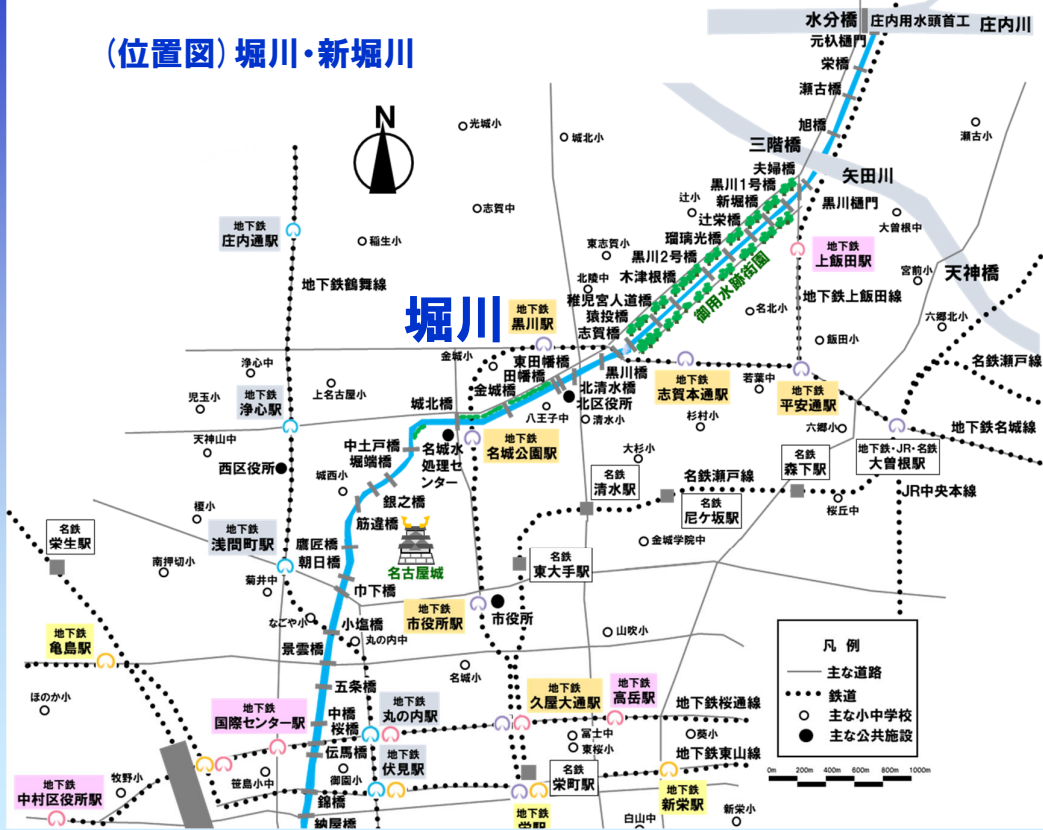 (位置図)堀川・新堀川
水分橋
庄内用水頭首工
庄内川
元杁樋門
栄橋
瀬古橋
旭橋
三階橋
瀬古小
矢田川
夫婦橋
黒川1号橋
新堀橋
辻栄橋
瑠璃光橋
黒川2号橋
木津根橋
稚児宮人道橋
猿投橋
志賀橋
黒川樋門
大曽根中
御用水跡街園
N
光城小
城北小
志賀中
辻小
東志賀小
北陵中
稲生小
地下鉄
庄内通駅
地下鉄鶴舞線
堀川
地下鉄
黒川駅
地下鉄
上飯田駅
地下鉄上飯田線
宮前小
天神橋
六郷北小
名北小
飯田小
名鉄瀬戸線
金城小
東田幡橋
田幡橋
金城橋
城北橋
黒川橋
北清水橋
北区役所
八王子中
清水小
地下鉄
志賀本通駅
若葉中
地下鉄
平安通駅
杉村小
六郷小
地下鉄名城線
地下鉄・JR・名鉄
大曽根駅
浄心中
児玉小
上名古屋小
地下鉄
浄心駅
天神山中
西区役所
中土戸橋
堀端橋
名城水
処理セ
ンター
地下鉄
名城公園駅
大杉小
名鉄
清水駅
名鉄瀬戸線
名鉄
森下駅
名鉄
尼ケ坂駅
JR中央本線
桜丘中
城西小
銀之橋
筋違橋
榎小
地下鉄
浅間町駅
鷹匠橋
朝日橋
名古屋城
金城学院中
名鉄
東大手駅
名鉄
栄生駅
南押切小
菊井中
巾下橋
地下鉄
市役所駅
市役所
なごや小
小塩橋
丸の内中
山吹小
地下鉄
亀島駅
景雲橋
名城小
五条橋
ほのか小
地下鉄
国際センター駅
中橋
桜橋
伝馬橋
地下鉄
丸の内駅
地下鉄
久屋大通駅
地下鉄
高岳駅
地下鉄桜通線
冨士中
東桜小
葵小
地下鉄東山線
地下鉄
伏見駅
御園小
笹島小中
牧野小
地下鉄
中村区役所駅
錦橋
納屋橋
名鉄
栄町駅
地下鉄
栄駅
地下鉄
新栄駅
白山中
新栄小
凡 例
主な道路
鉄道
主な小中学校
主な公共施設
0m 200m 400m 600m 800m 1000m